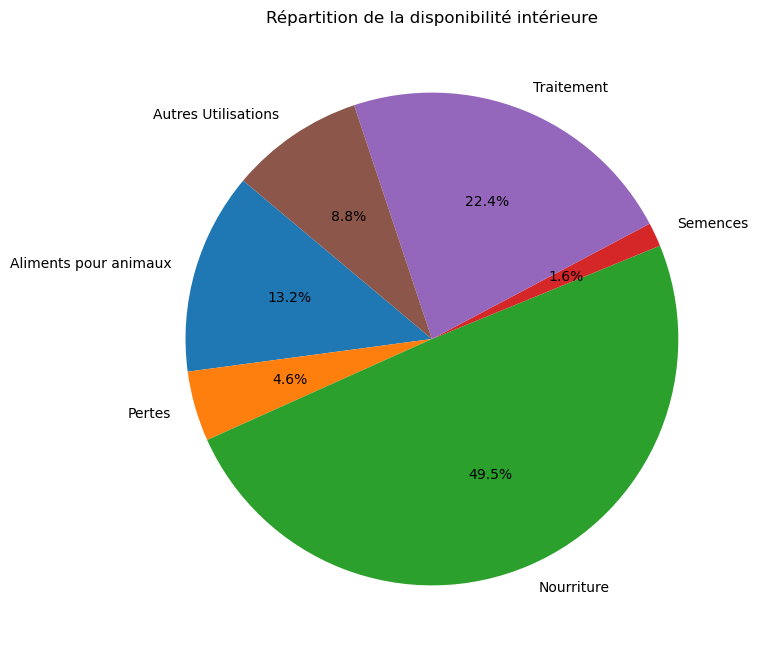 Répartition de la disponibilité intérieure
Traitement
Autres Utilisations
22.4%
8.8%
Semences
Aliments pour animaux
1.6%
13.2%
4.6%
Pertes
49.5%
Nourriture